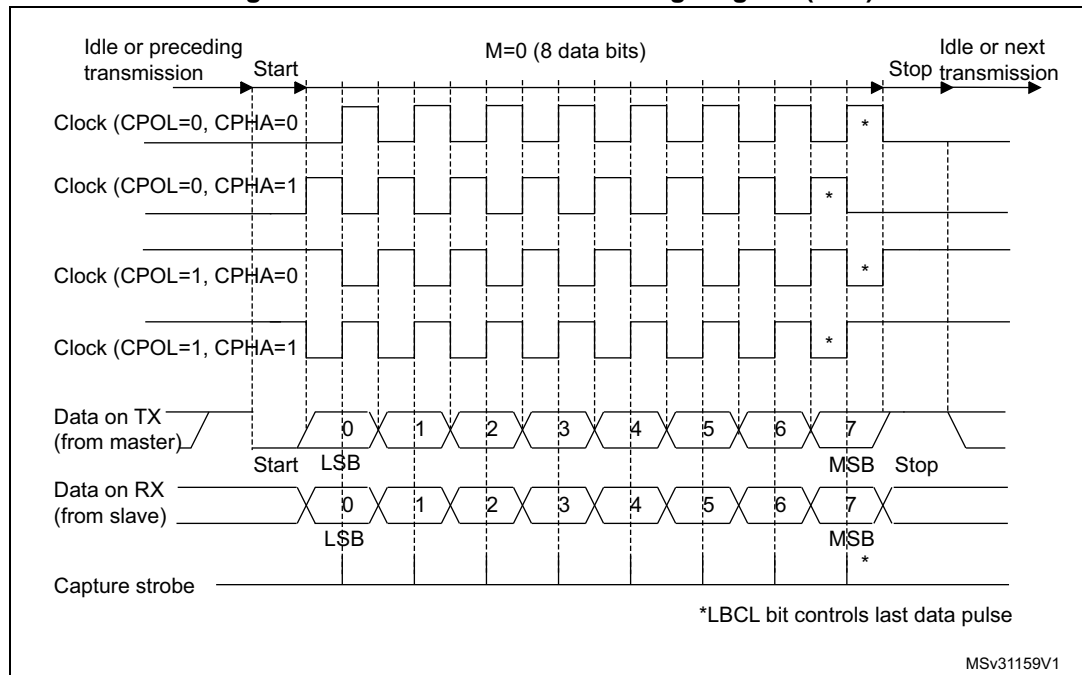 Idle or preceding transmission
Start
M=0 (8 data bits)
Stop
Idle or next transmission
Clock (CPOL=0, CPHA=0
*
Clock (CPOL=0, CPHA=1
*
Clock (CPOL=1, CPHA=0
*
Clock (CPOL=1, CPHA=1
*
Data on TX
(from master)
0 1 2 3 4 5 6 7
Start LSB MSB Stop
Data on RX
(from slave)
0 1 2 3 4 5 6 7
LSB MSB
*
Capture strobe
*LBCL bit controls last data pulse
MSv31159V1